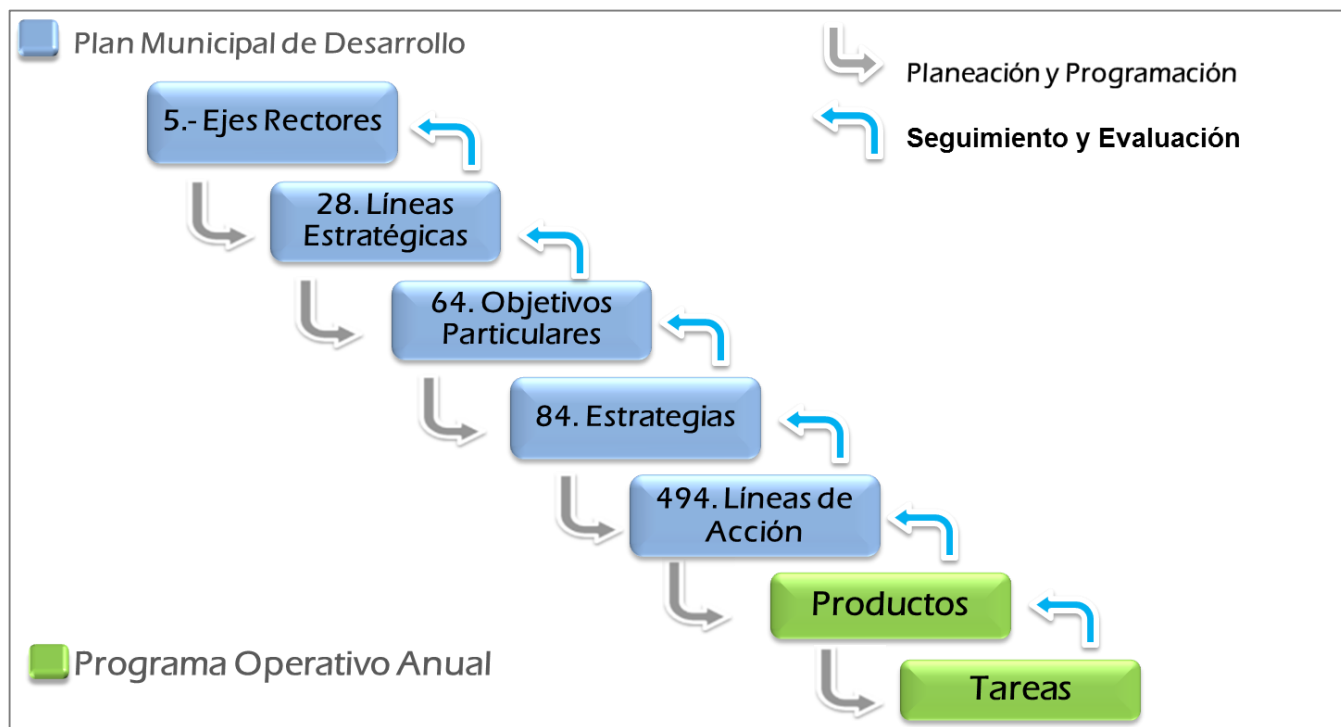 Plan Municipal de Desarrollo
Planeación y Programación
Seguimiento y Evaluación
5.- Ejes Rectores
28. Líneas
Estratégicas
64. Objetivos
Particulares
84. Estrategias
494. Líneas de
Acción
Productos
Programa Operativo Anual
Tareas